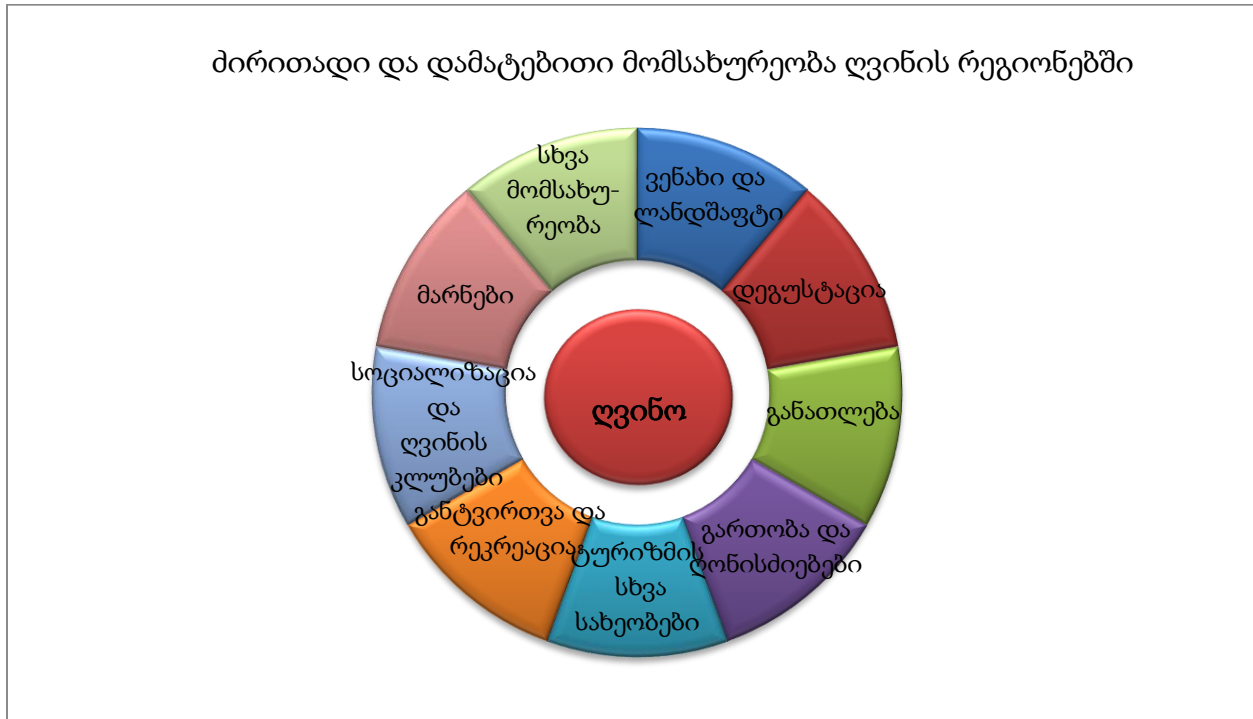 ძირითადი და დამატებითი მომსახურეობა ღვინის რეგიონებში
ვენახი და
ლანდშაფტი
დეგუსტაცია
განათლება
გართობა და
ღონისძიებები
ტურიზმის
სხვა
სახეობები
განტვირთვა და
რეკრეაცია
სოციალიზაცია
და
ღვინის
კლუბები
მარნები
სხვა
მომსახუ-
რეობა
ღვინო